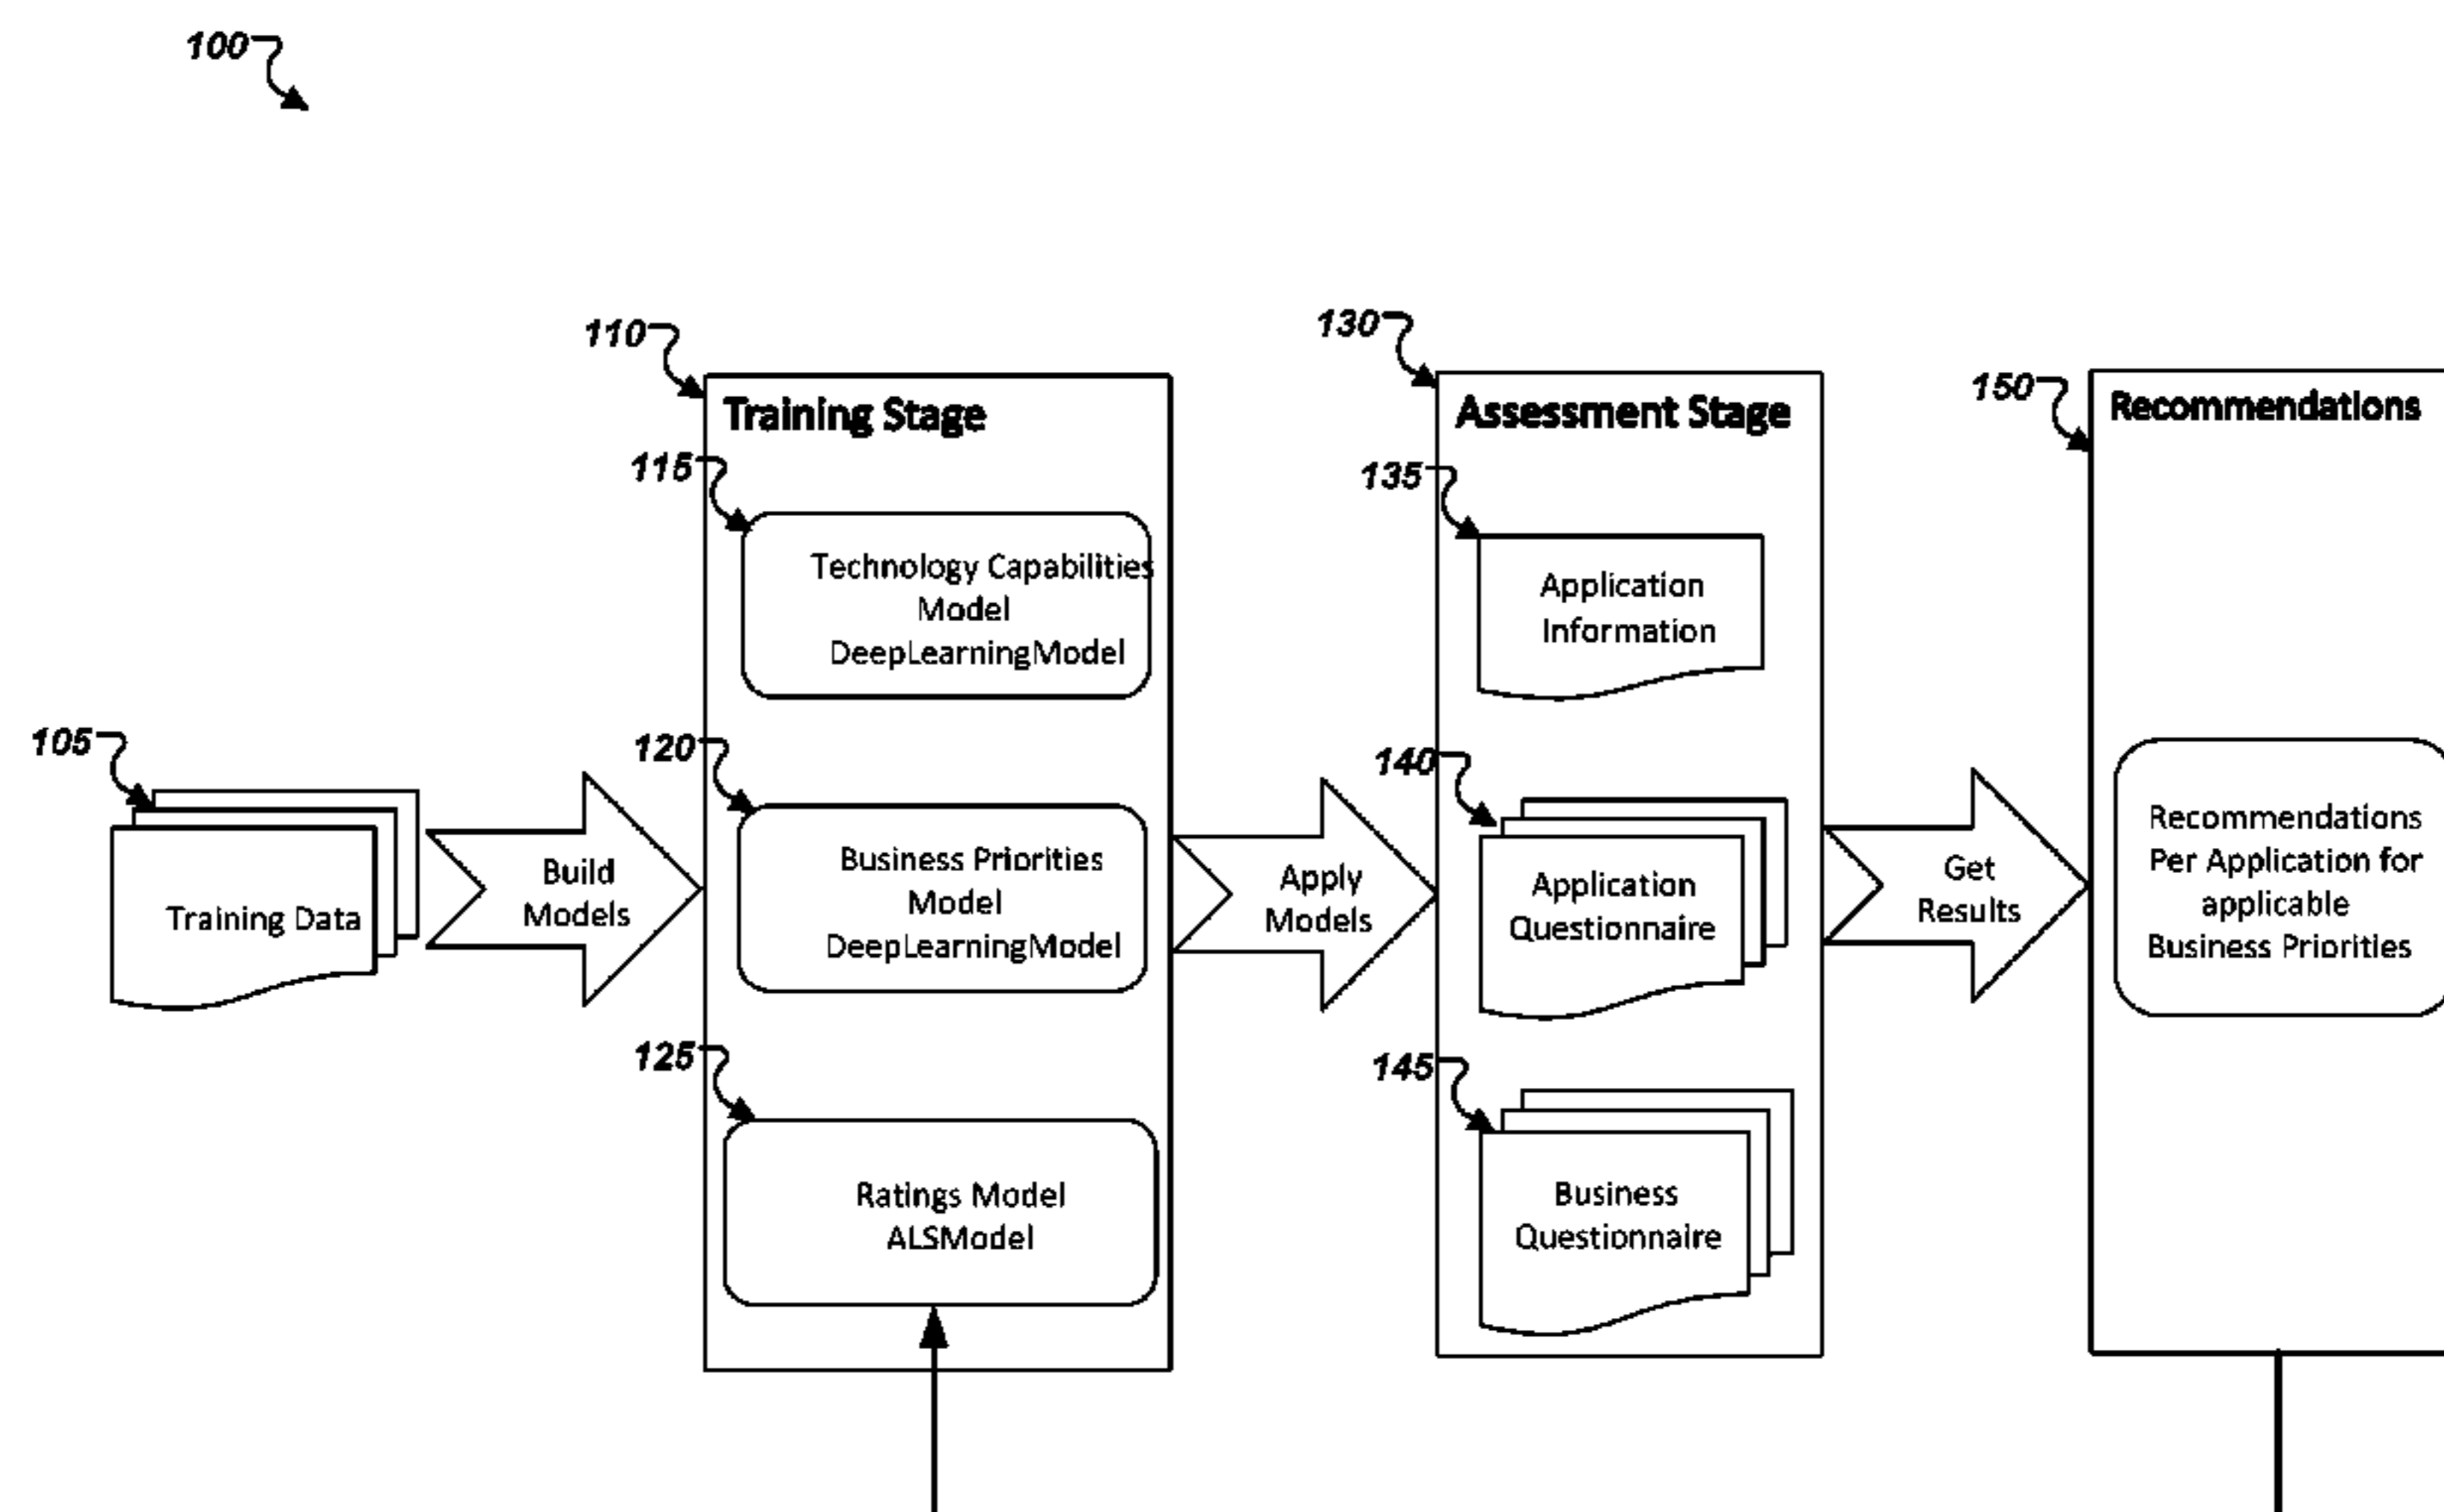 100
110
Training Stage
115
Technology Capabilities
Model
DeepLearningModel
120
Business Priorities
Model
DeepLearningModel
125
Ratings Model
ALSModel
105
Training Data
Build
Models
Apply
Models
130
Assessment Stage
135
Application
Information
140
Application
Questionnaire
145
Business
Questionnaire
Get
Results
150
Recommendations
Recommendations
Per Application for
applicable
Business Priorities